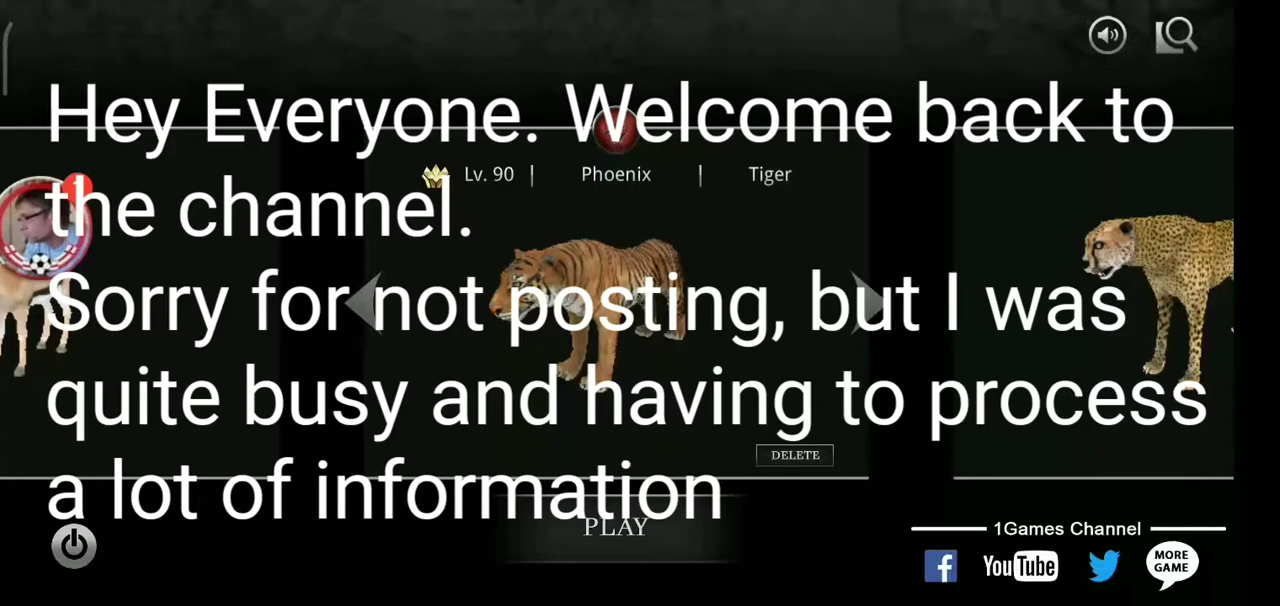 Hey Everyone. Welcome back to
the channel.
Sorry for not posting, but I was
quite busy and having to process
a lot of information
Lv. 90 | Phoenix | Tiger
1
DELETE
PLAY
1Games Channel
YouTube
MORE
GAME